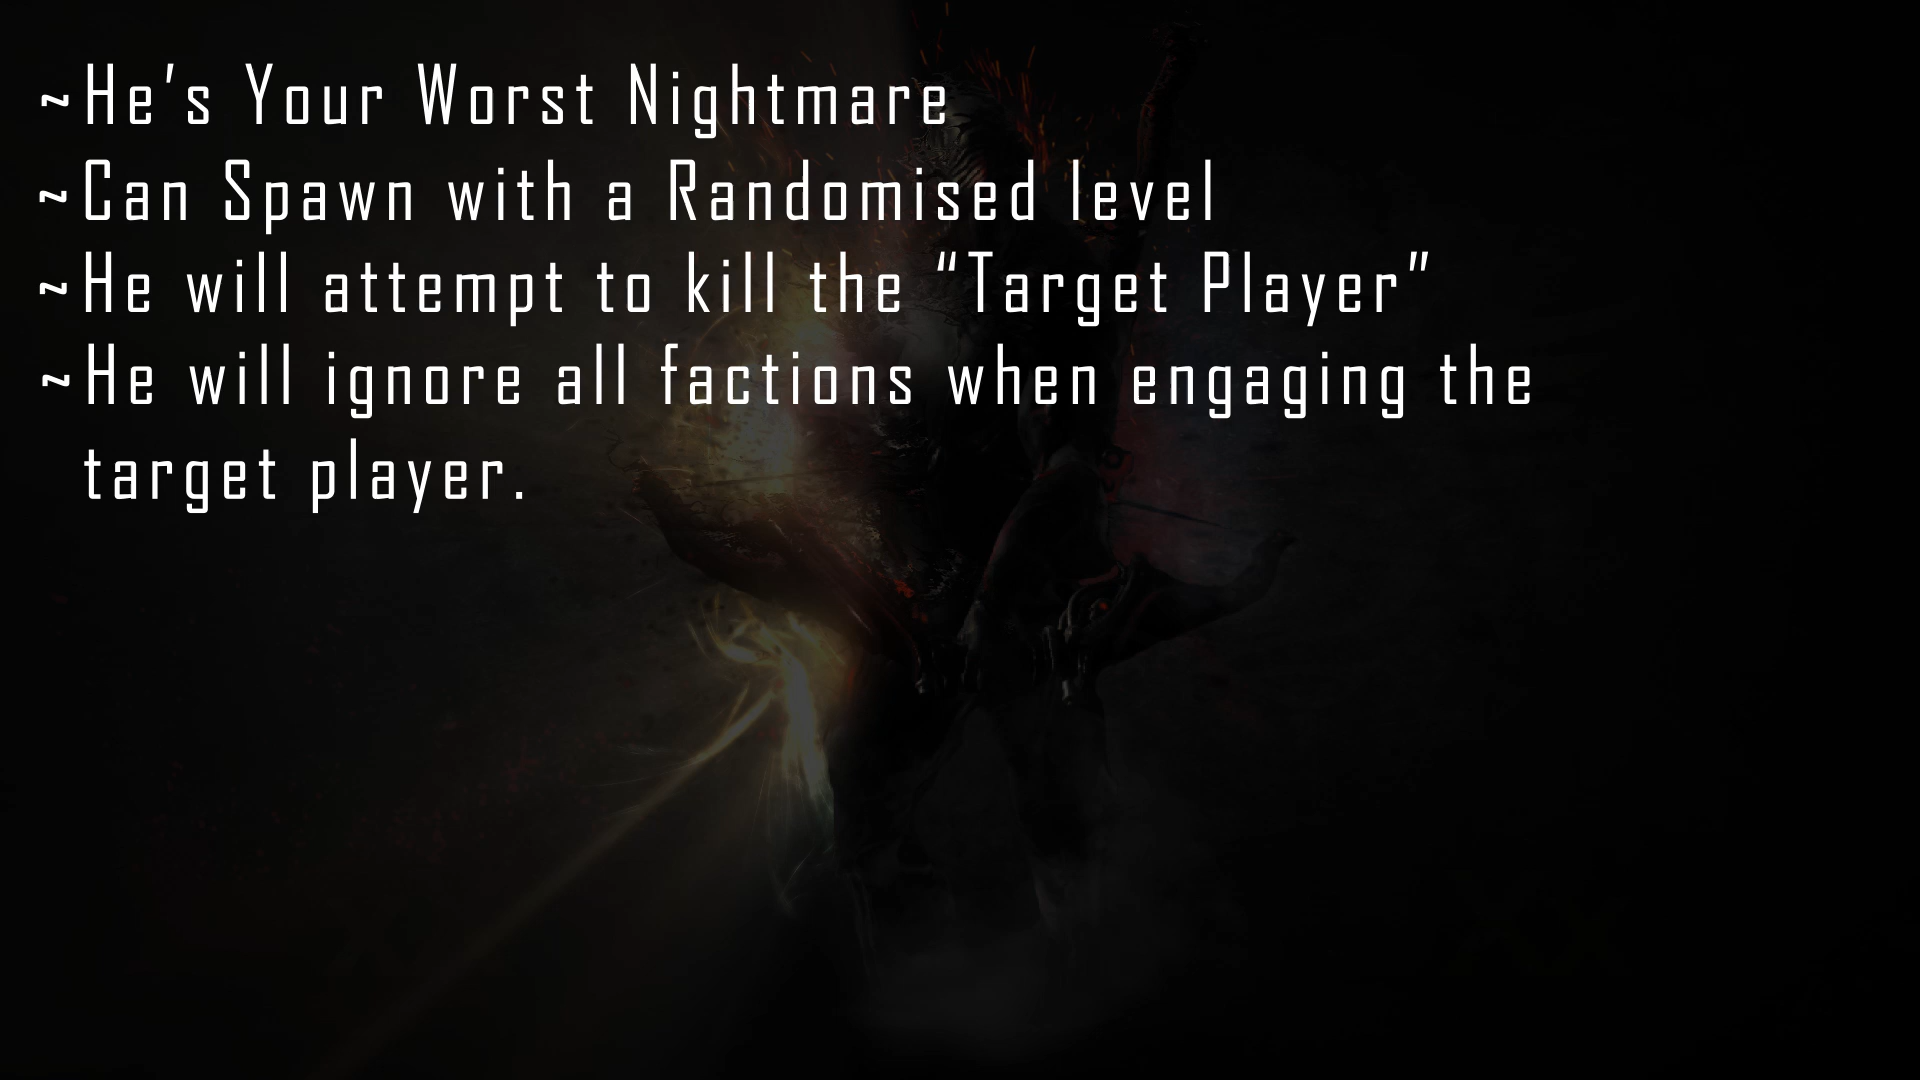 ~He’s Your Worst Nightmare
~Can Spawn with a Randomised level
~He will attempt to kill the “Target Player”
~He will ignore all factions when engaging the
target player.